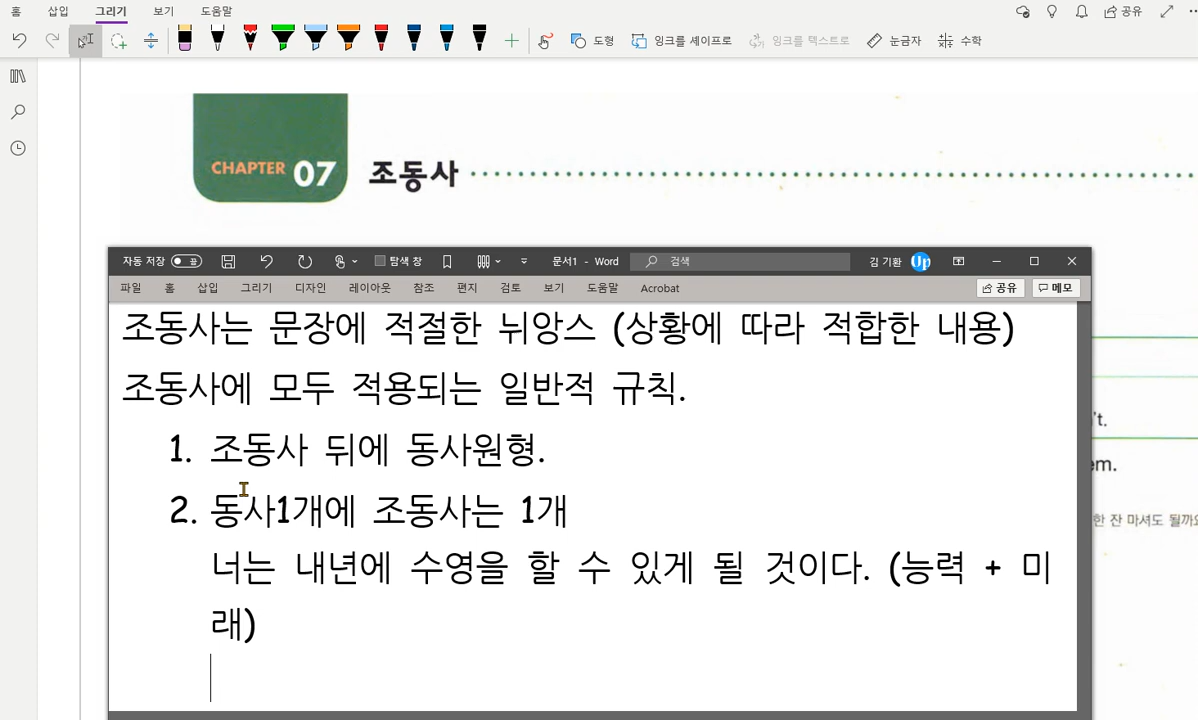 홈 삽입 그리기 보기 도움말
공유
도형 잉크를 셰이프로 잉크를 텍스트로 눈금자 수학
CHAPTER 07 조동사
자동 저장 끔 탐색 창 문서1 - Word 검색 김 기환 Up
파일 홈 삽입 그리기 디자인 레이아웃 참조 편지 검토 보기 도움말 Acrobat 공유 메모
조동사는 문장에 적절한 뉘앙스 (상황에 따라 적합한 내용)
조동사에 모두 적용되는 일반적 규칙.
1. 조동사 뒤에 동사원형.
2. 동사1개에 조동사는 1개
너는 내년에 수영을 할 수 있게 될 것이다. (능력 + 미
래)
't.
em.
한 잔 마셔도 될까요